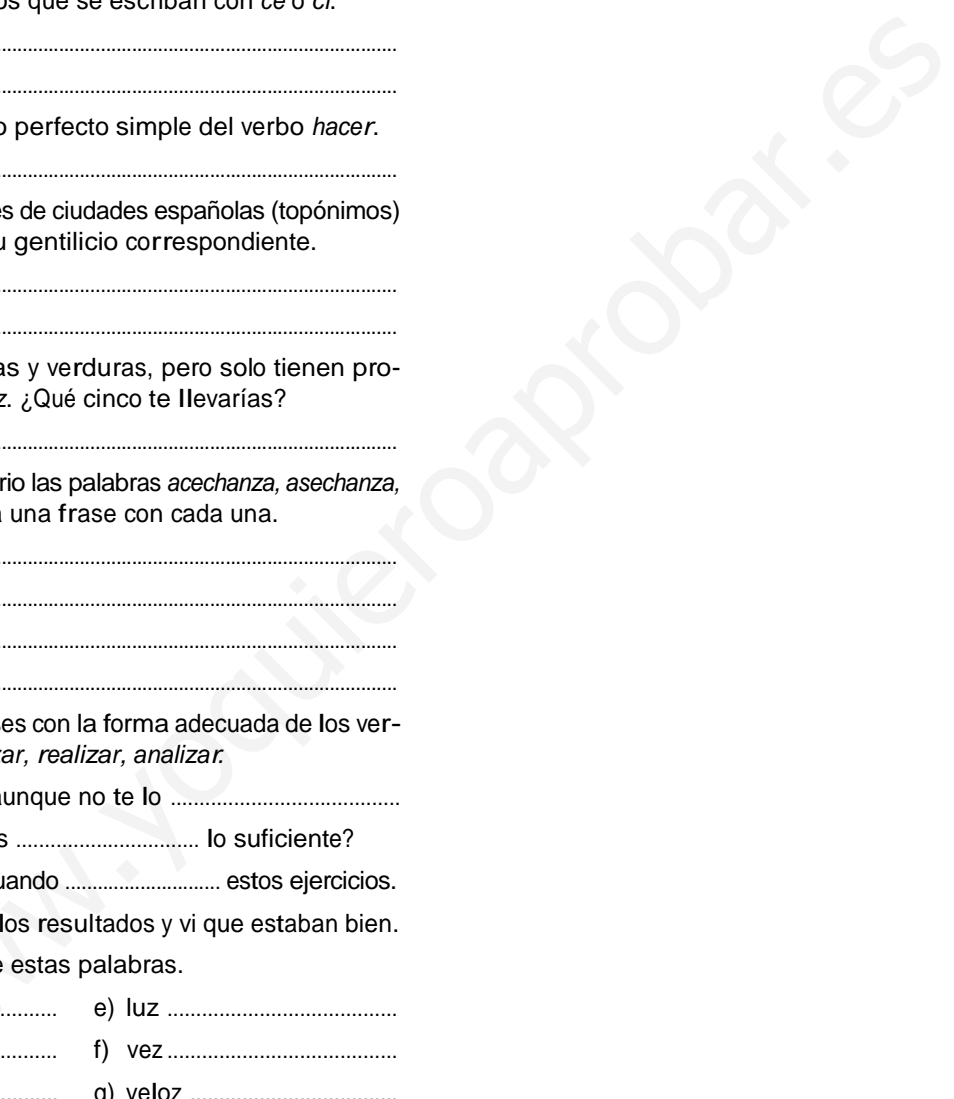 os que se escriban con ce o ci.
................................................................
................................................................
o perfecto simple del verbo hacer.
................................................................
es de ciudades españolas (topónimos)
u gentilicio correspondiente.
................................................................
................................................................
as y verduras, pero solo tienen pro-
z. ¿Qué cinco te llevarías?
................................................................
rio las palabras acechanza, asechanza,
a una frase con cada una.
................................................................
................................................................
................................................................
................................................................
ses con la forma adecuada de los ver-
zar, realizar, analizar.
aunque no te lo ........................................
s ................................ lo suficiente?
uando ........................... estos ejercicios.
los resultados y vi que estaban bien.
e estas palabras.
.......... e) luz ........................................
.......... f) vez ........................................
.......... g) veloz ....................................
w.yoquieroaprobar.es